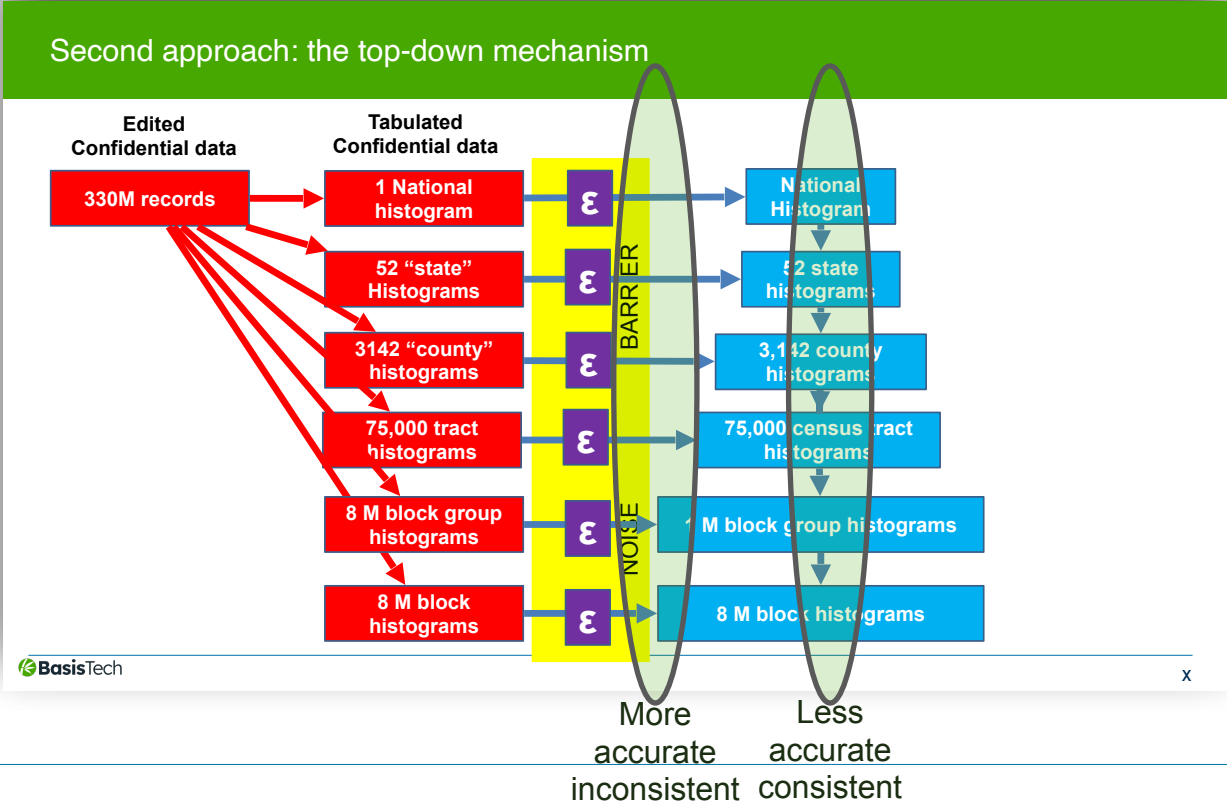 Second approach: the top-down mechanism
Edited
Confidential data
Tabulated
Confidential data
330M records
1 National
histogram
ε
National
Histogram
52 “state”
Histograms
ε
52 state
histograms
3142 “county”
histograms
ε
3,142 county
histograms
75,000 tract
histograms
ε
75,000 census tract
histograms
8 M block group
histograms
ε
1 M block group histograms
8 M block
histograms
ε
8 M block histograms
NOISE BARRIER
BasisTech
X
More
accurate
inconsistent
Less
accurate
consistent